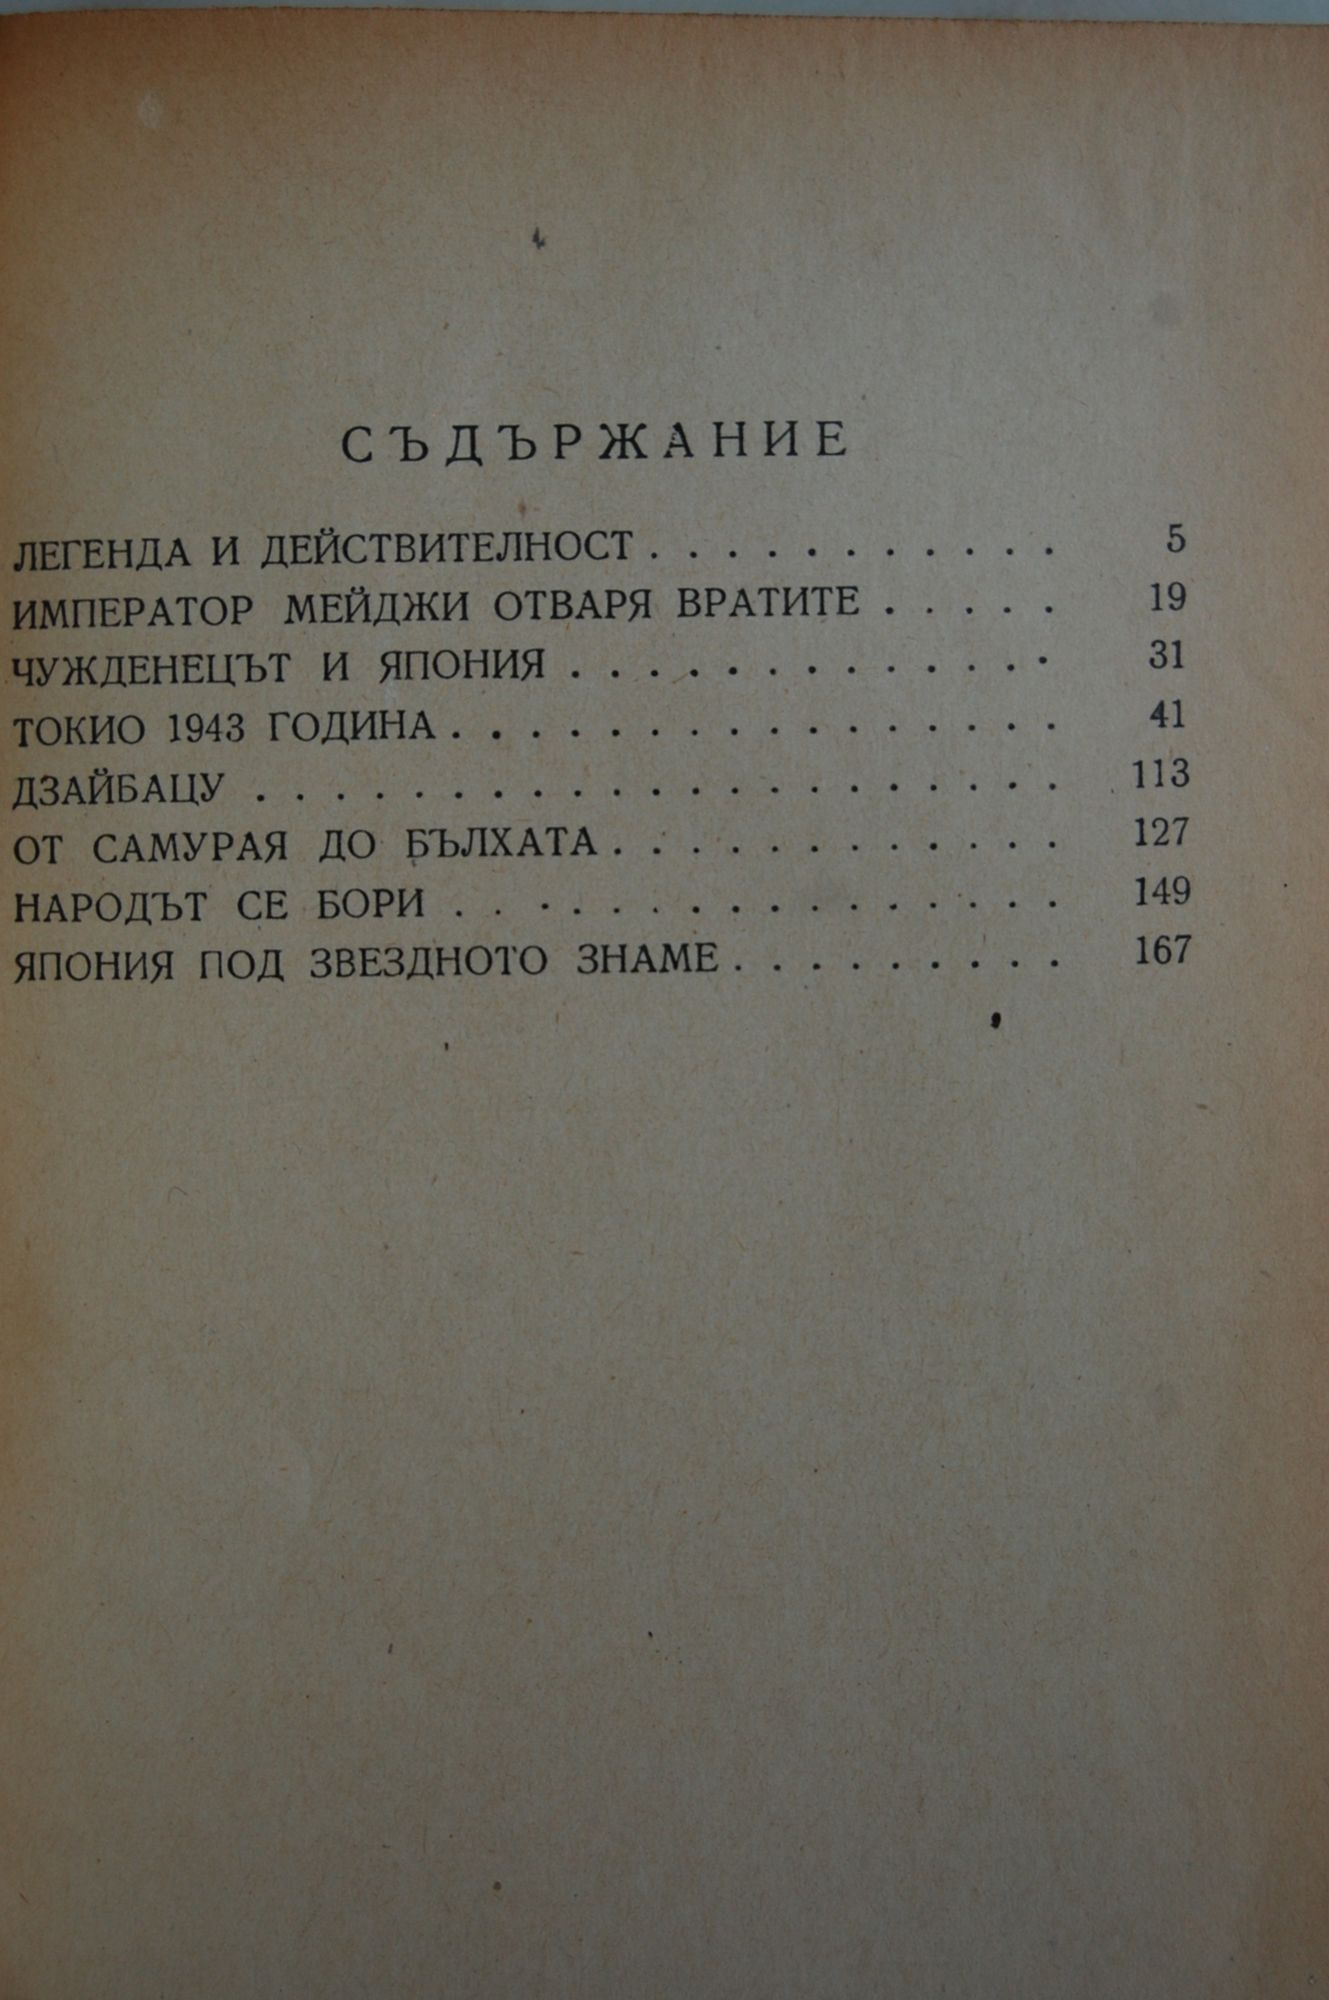 СЪДЪРЖАНИЕ
ЛЕГЕНДА И ДЕЙСТВИТЕЛНОСТ . . . . . . . . . . . 5
ИМПЕРАТОР МЕЙДЖИ ОТВАРЯ ВРАТИТЕ . . . . . 19
ЧУЖДЕНЕЦЪТ И ЯПОНИЯ . . . . . . . . . . . . . 31
ТОКИО 1943 ГОДИНА . . . . . . . . . . . . . . . . 41
ДЗАЙБАЦУ . . . . . . . . . . . . . . . . . . . . . 113
ОТ САМУРАЯ ДО БЪЛХАТА . . . . . . . . . . . . 127
НАРОДЪТ СЕ БОРИ . . . . . . . . . . . . . . . . 149
ЯПОНИЯ ПОД ЗВЕЗДНОТО ЗНАМЕ . . . . . . . . . 167